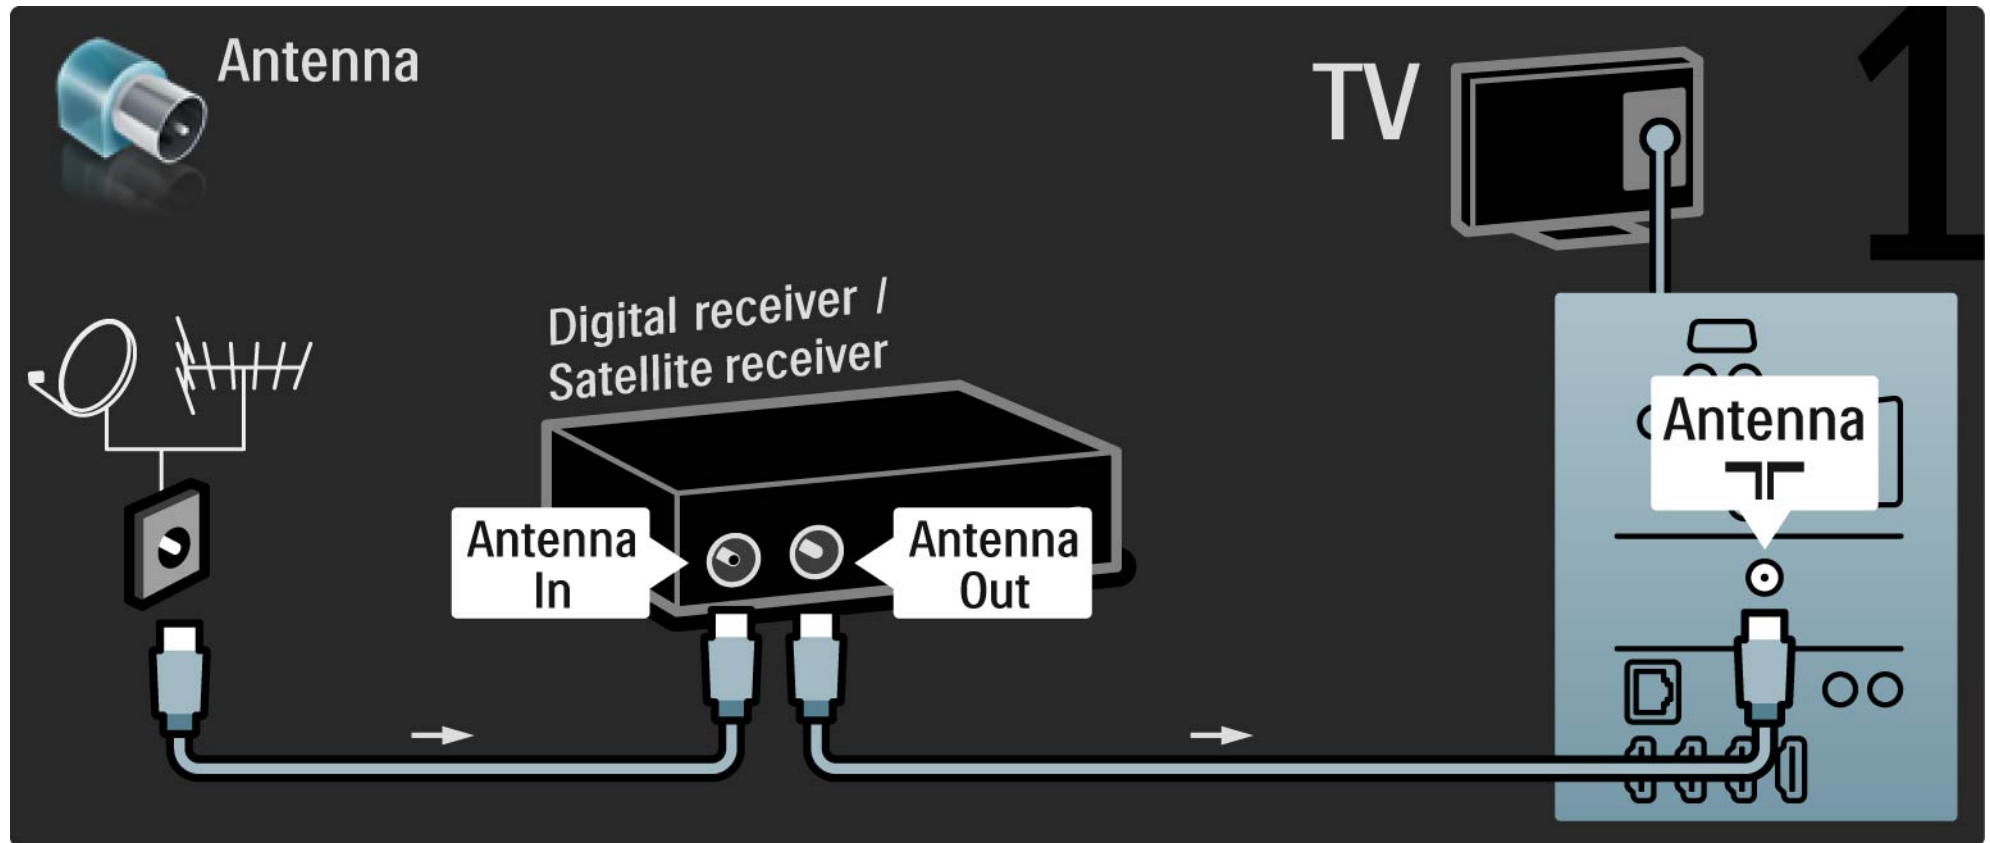 Antenna
TV
1
Digital receiver /
Satellite receiver
Antenna
In
Antenna
Out
Antenna